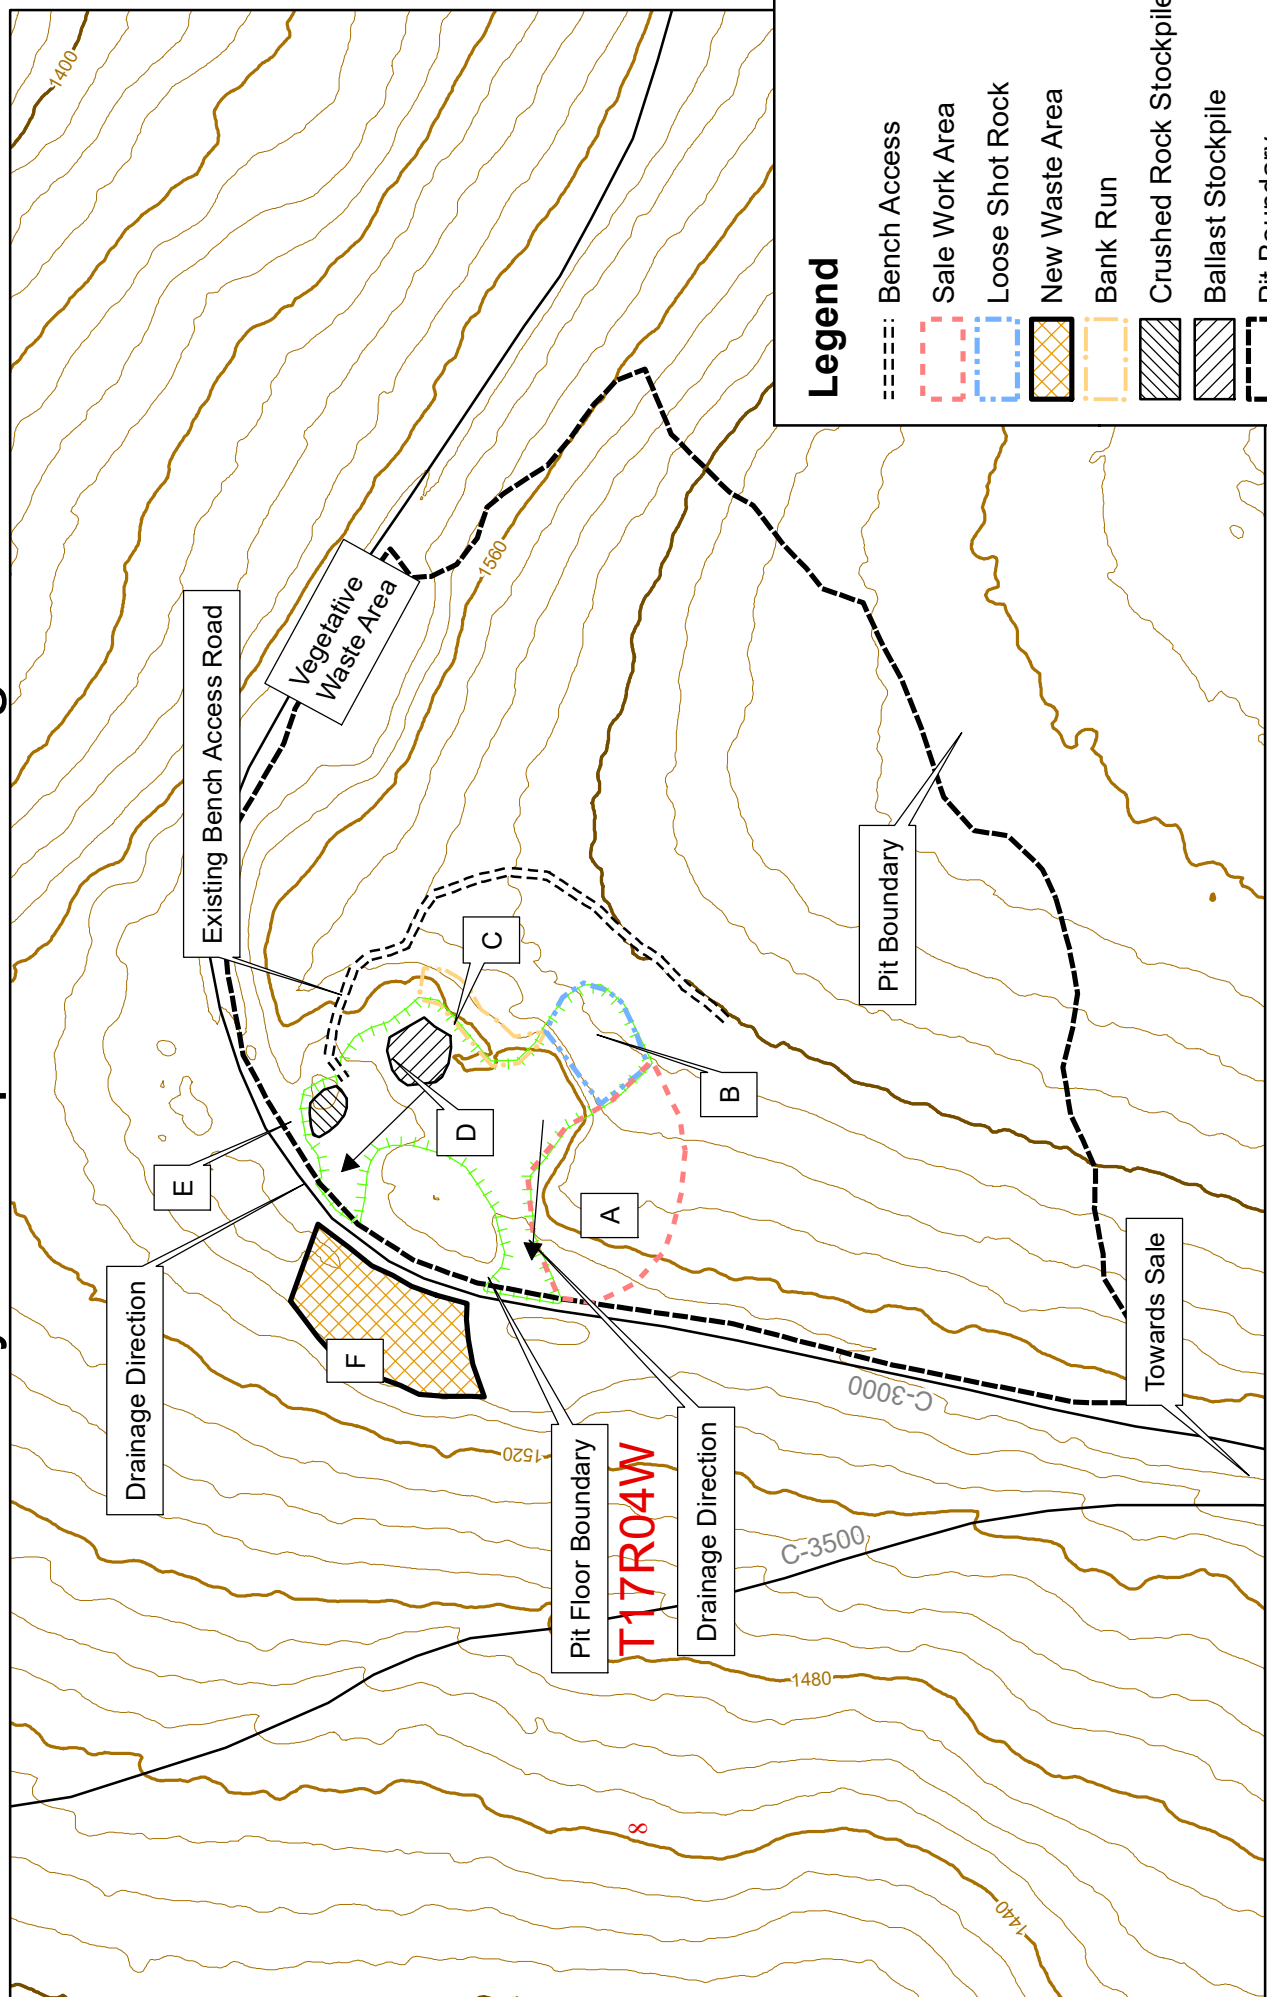 1400
Existing Bench Access Road
Vegetative
Waste Area
1560
C
D
E
B
A
F
Drainage Direction
Pit Boundary
Pit Floor Boundary
T17R04W
Drainage Direction
1520
C-3000
C-3500
Towards Sale
1480
8
1440
Legend
Bench Access
Sale Work Area
Loose Shot Rock
New Waste Area
Bank Run
Crushed Rock Stockpile
Ballast Stockpile
Pit Boundary